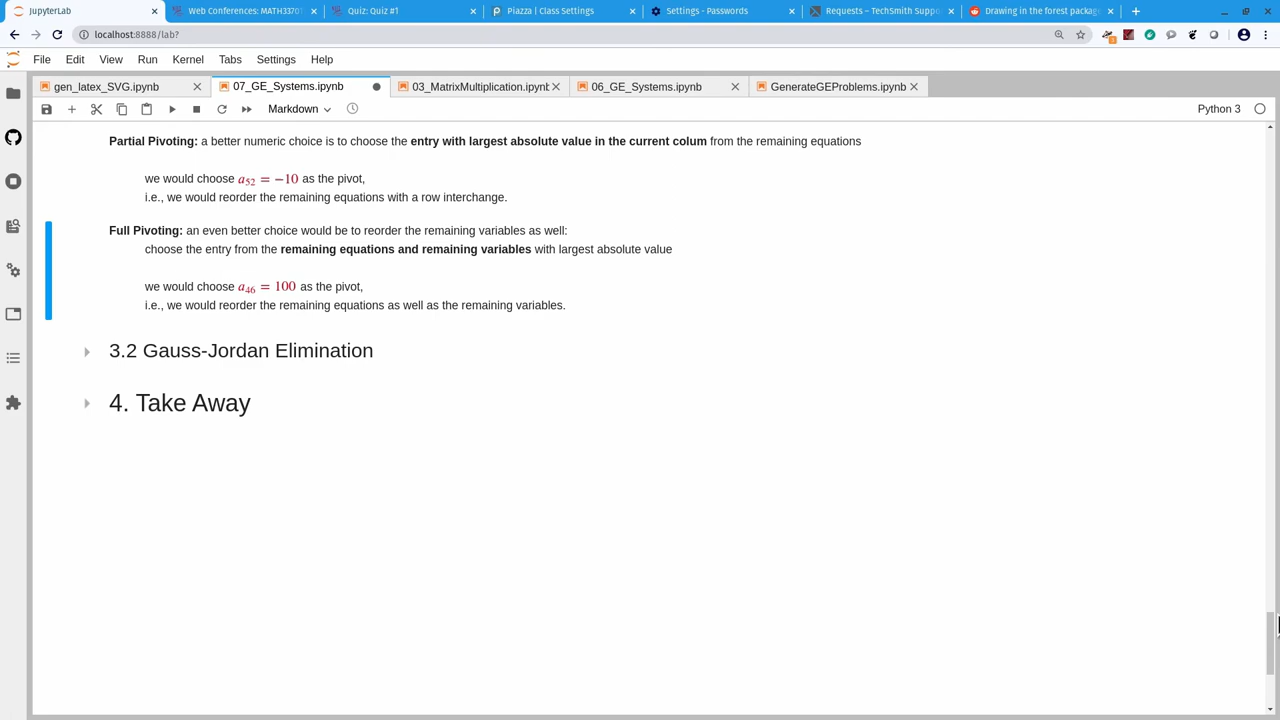 JupyterLab
Web Conferences: MATH3370
Quiz: Quiz #1
Piazza | Class Settings
Settings - Passwords
Requests – TechSmith Suppo
Drawing in the forest package
localhost:8888/lab?
File Edit View Run Kernel Tabs Settings Help
gen_latex_SVG.ipynb
07_GE_Systems.ipynb
03_MatrixMultiplication.ipynb
06_GE_Systems.ipynb
GenerateGEProblems.ipynb
Markdown
Python 3
Partial Pivoting: a better numeric choice is to choose the entry with largest absolute value in the current colum from the remaining equations
we would choose a52 = −10 as the pivot,
i.e., we would reorder the remaining equations with a row interchange.
Full Pivoting: an even better choice would be to reorder the remaining variables as well:
choose the entry from the remaining equations and remaining variables with largest absolute value
we would choose a46 = 100 as the pivot,
i.e., we would reorder the remaining equations as well as the remaining variables.
3.2 Gauss-Jordan Elimination
4. Take Away